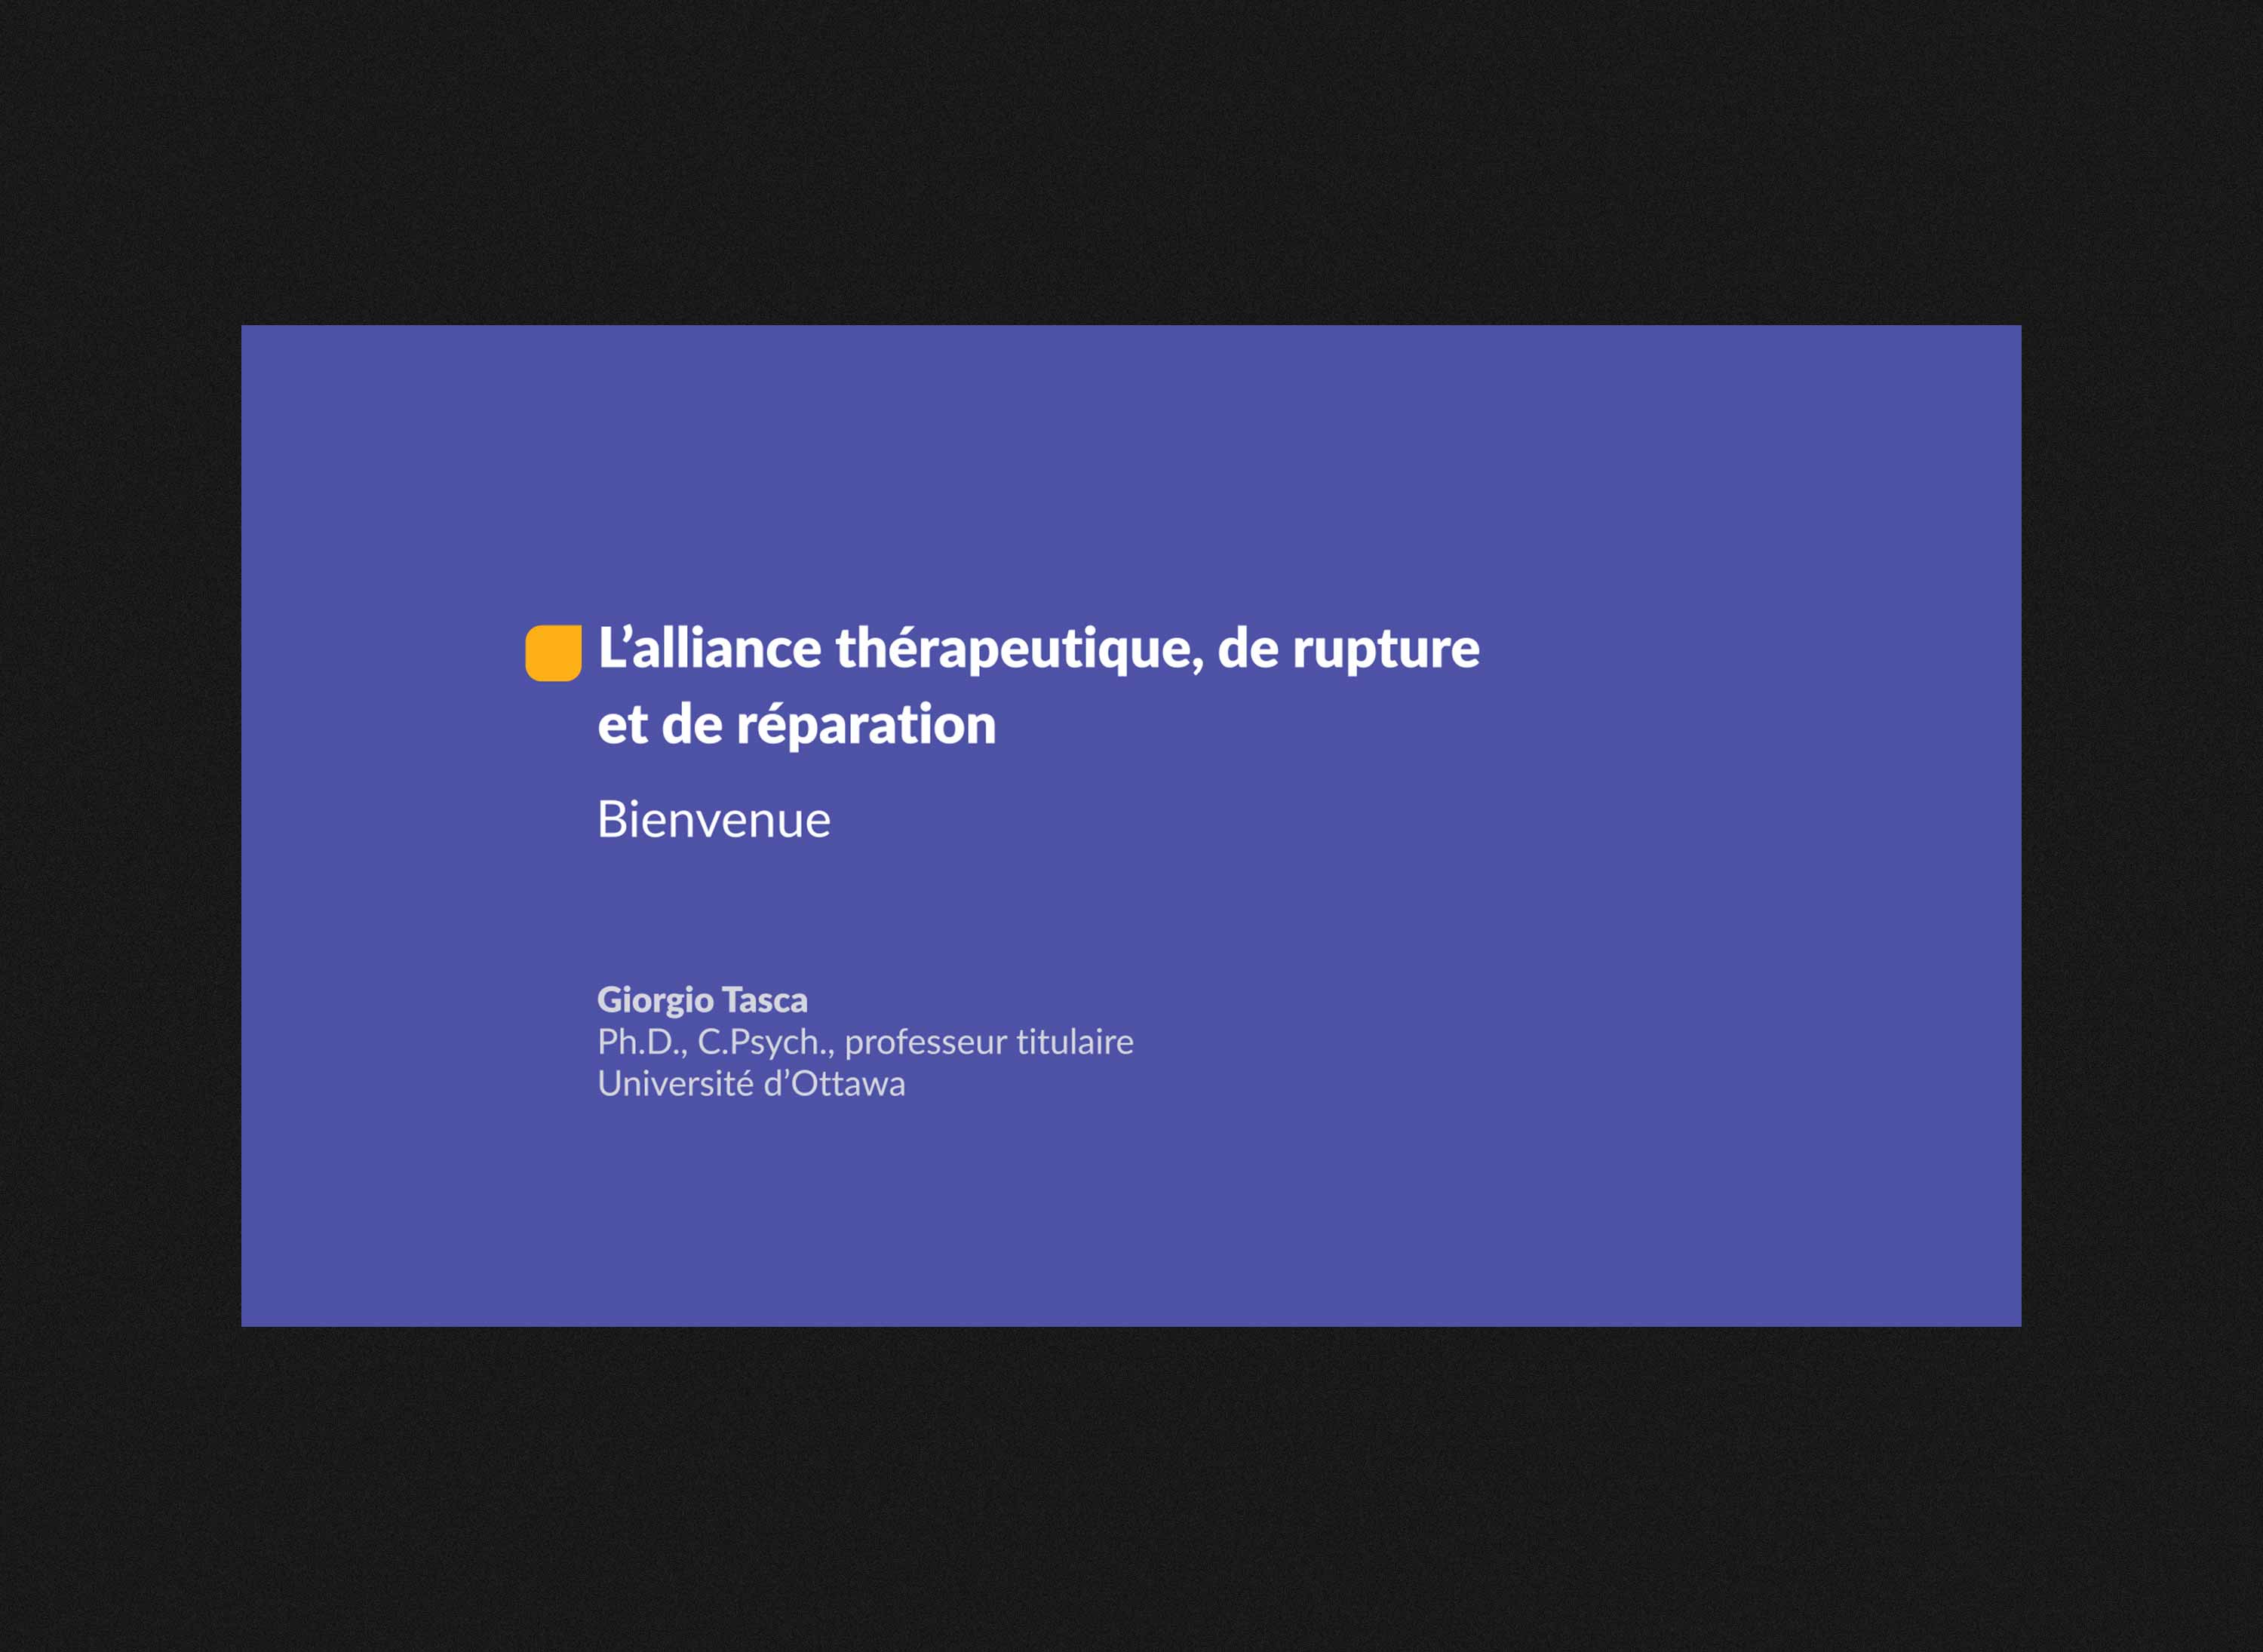 L’alliance thérapeutique, de rupture
et de réparation
Bienvenue
Giorgio Tasca
Ph.D., C.Psych., professeur titulaire
Université d’Ottawa